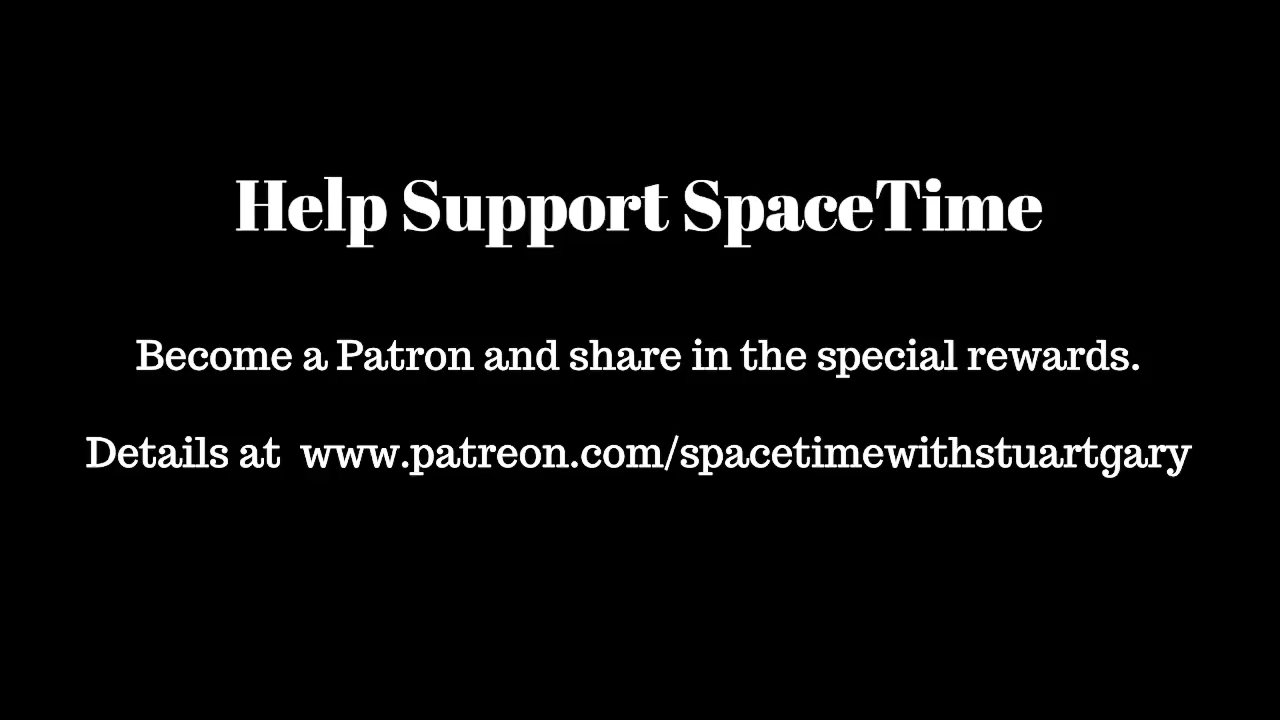 Help Support SpaceTime
Become a Patron and share in the special rewards.
Details at  www.patreon.com/spacetimewithstuartgary